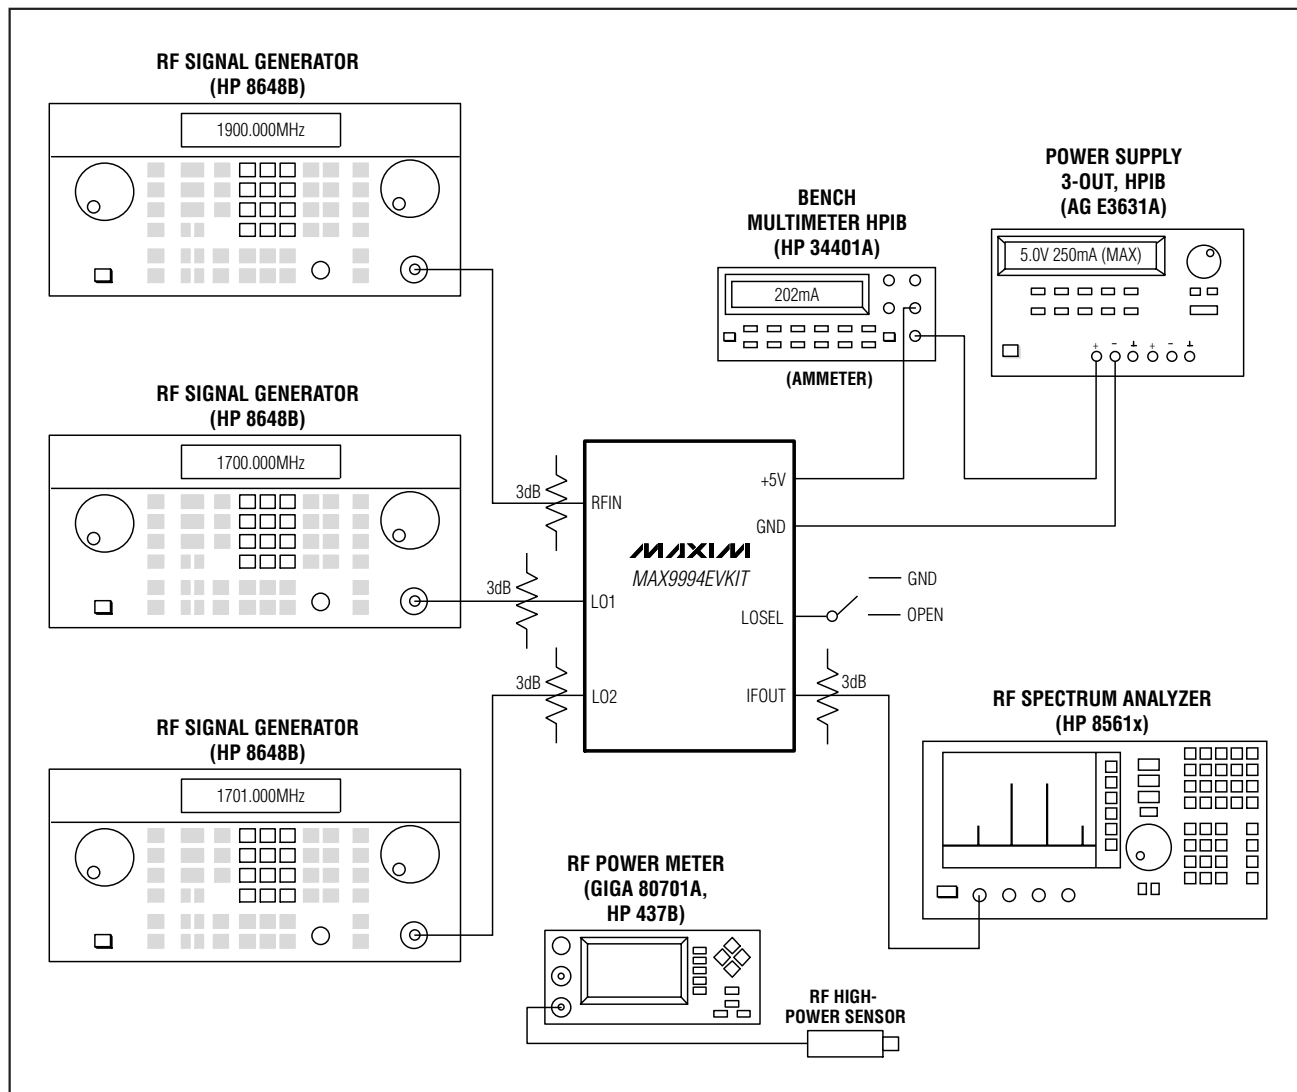 RF SIGNAL GENERATOR
(HP 8648B)
1900.000MHz
POWER SUPPLY
3-OUT, HPIB
(AG E3631A)
5.0V 250mA (MAX)
+ - ⊥ + - ⊥
BENCH
MULTIMETER HPIB
(HP 34401A)
202mA
(AMMETER)
RF SIGNAL GENERATOR
(HP 8648B)
1700.000MHz
3dB
RFIN
+5V
GND
MAXIM
MAX9994EVKIT
3dB
LO1
LOSEL
GND
OPEN
3dB
LO2
IFOUT
3dB
RF SIGNAL GENERATOR
(HP 8648B)
1701.000MHz
RF SPECTRUM ANALYZER
(HP 8561x)
RF POWER METER
(GIGA 80701A,
HP 437B)
RF HIGH-
POWER SENSOR